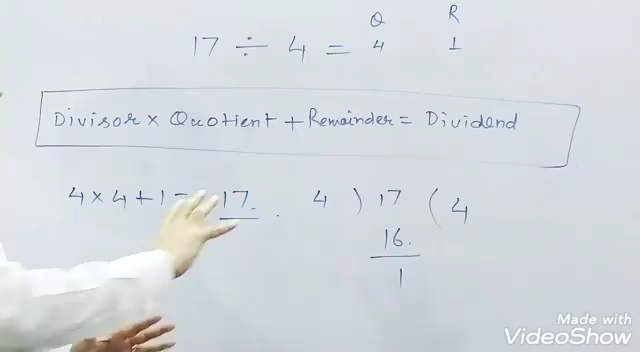 Q R
17 ÷ 4 = 4 1
Divisor × Quotient + Remainder = Dividend
4 × 4 + 1 = 17. 4 ) 17 ( 4
16.
1
Made with
VideoShow